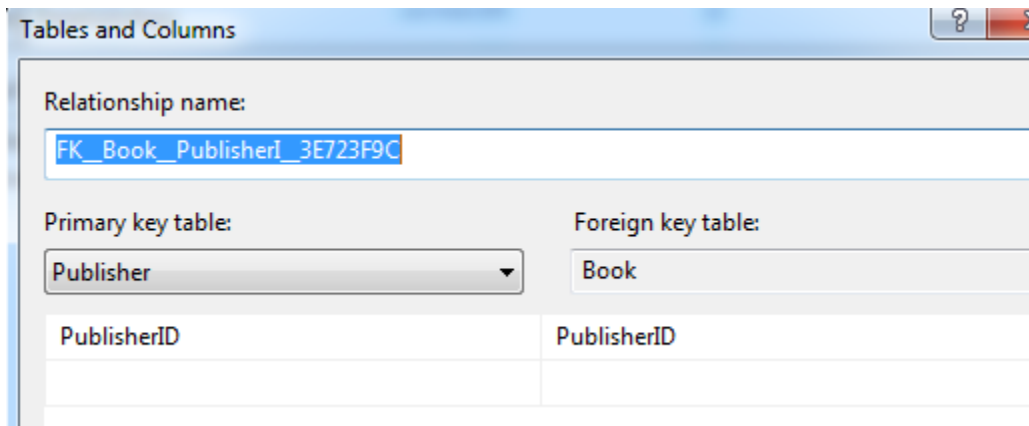 Tables and Columns
?
Relationship name:
FK__Book__PublisherI__3E723F9C
Primary key table: Foreign key table:
Publisher Book
PublisherID PublisherID